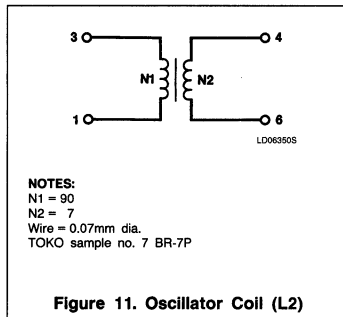 3 4
N1 N2
1 6
LD06350S
NOTES:
N1 = 90
N2 = 7
Wire = 0.07mm dia.
TOKO sample no. 7 BR-7P
Figure 11. Oscillator Coil (L2)